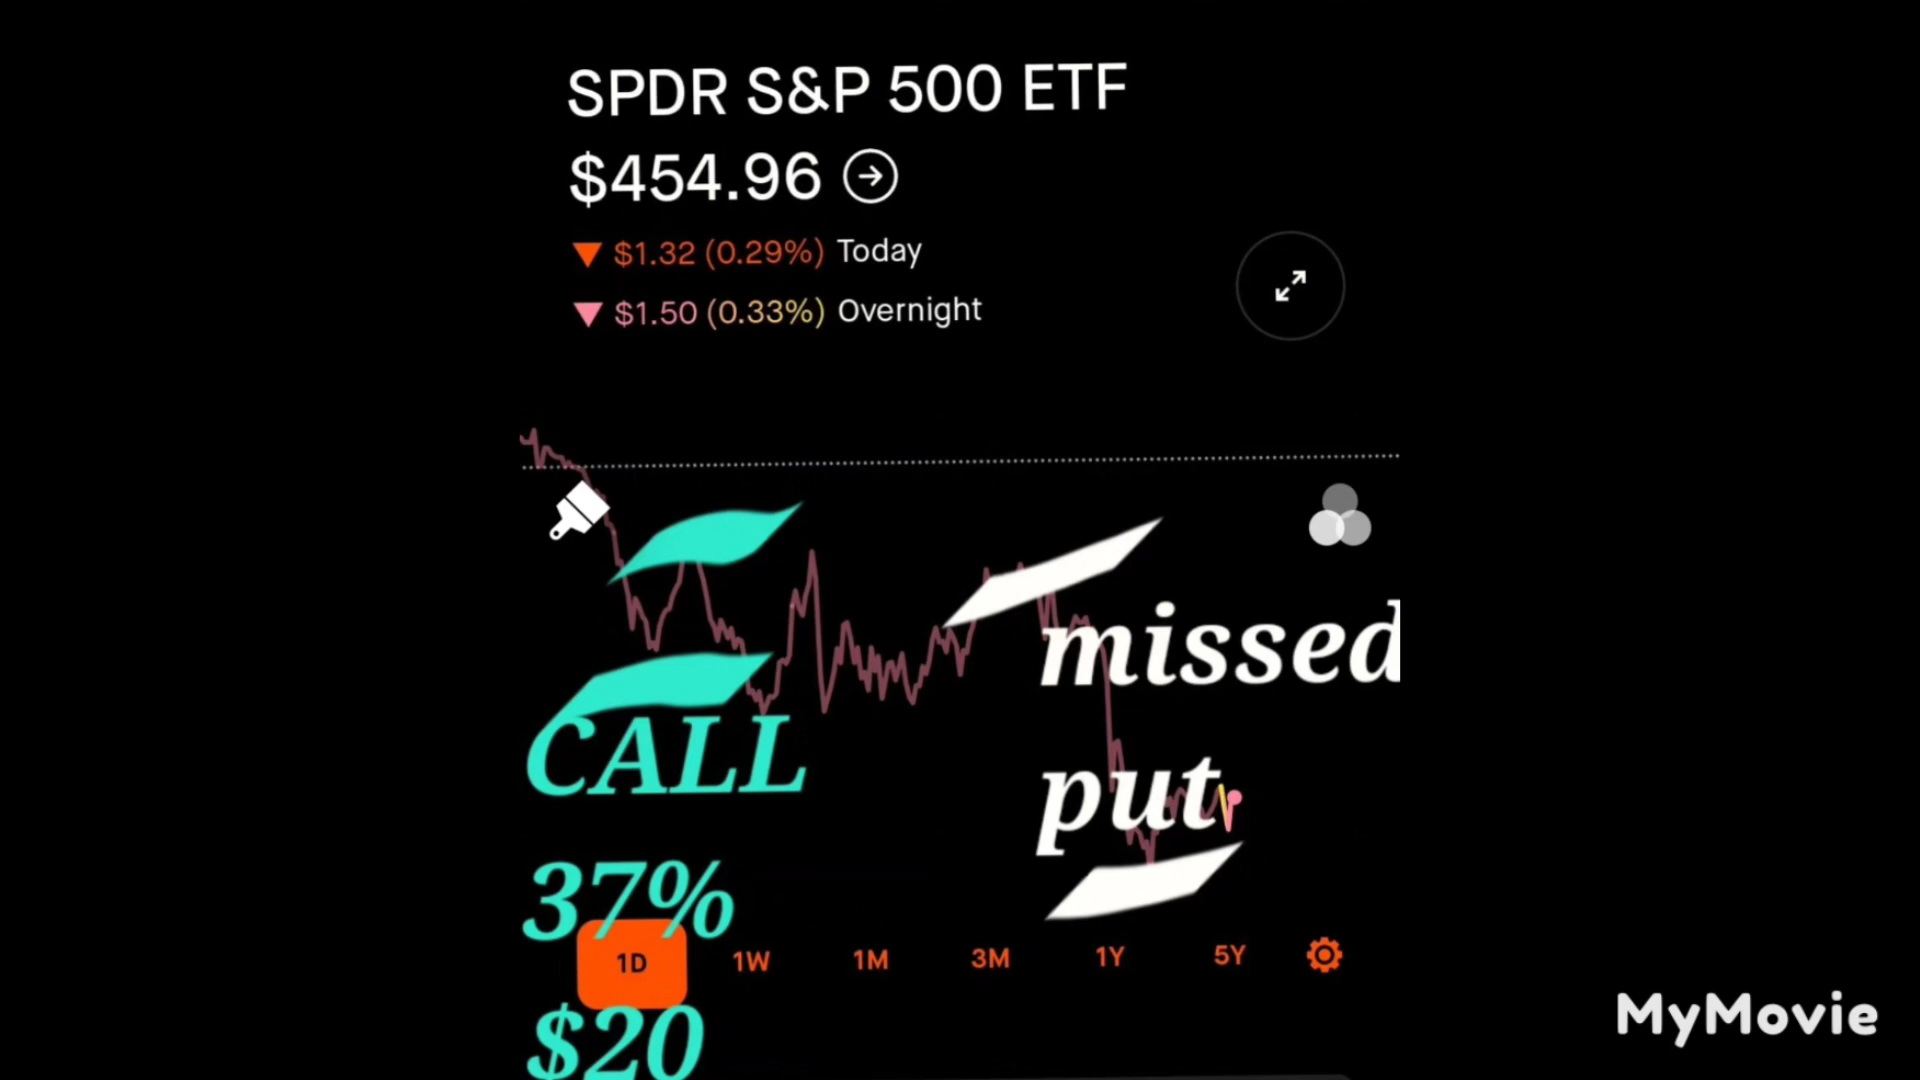 SPDR S&P 500 ETF
$454.96
$1.32 (0.29%) Today
$1.50 (0.33%) Overnight
missed
put
CALL
37%
1D 1W 1M 3M 1Y 5Y
$20
MyMovie